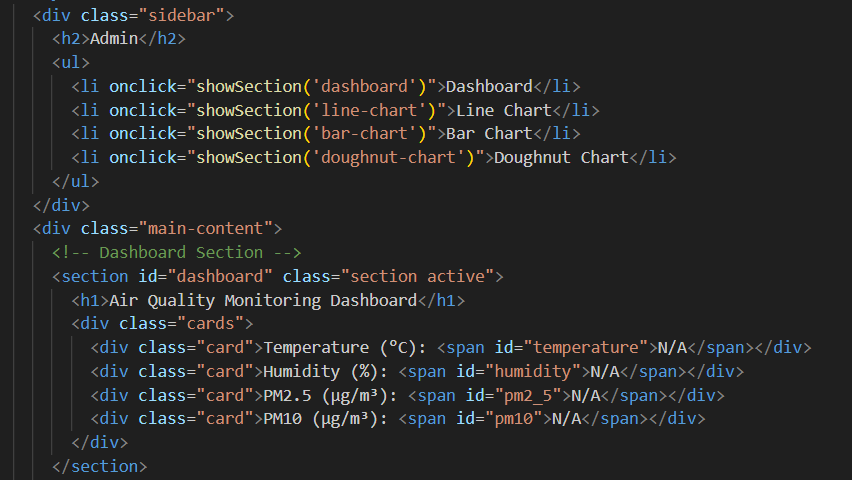 <div class="sidebar">
<h2>Admin</h2>
<ul>
<li onclick="showSection('dashboard')">Dashboard</li>
<li onclick="showSection('line-chart')">Line Chart</li>
<li onclick="showSection('bar-chart')">Bar Chart</li>
<li onclick="showSection('doughnut-chart')">Doughnut Chart</li>
</ul>
</div>
<div class="main-content">
<!-- Dashboard Section -->
<section id="dashboard" class="section active">
<h1>Air Quality Monitoring Dashboard</h1>
<div class="cards">
<div class="card">Temperature (°C): <span id="temperature">N/A</span></div>
<div class="card">Humidity (%): <span id="humidity">N/A</span></div>
<div class="card">PM2.5 (µg/m³): <span id="pm2_5">N/A</span></div>
<div class="card">PM10 (µg/m³): <span id="pm10">N/A</span></div>
</div>
</section>